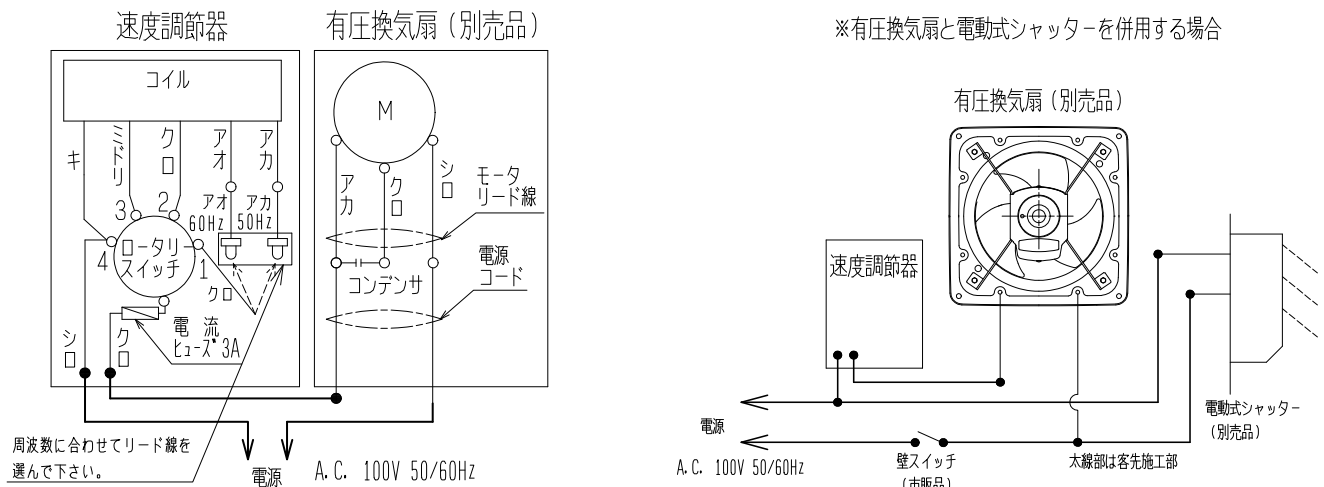 速度調節器
有圧換気扇（別売品）
コイル
キ
ミドリ
クロ
アオ
アカ
アオ
60Hz
アカ
50Hz
3
2
4
1
ロータリー
スイッチ
クロ
電流
ヒューズ 3A
シロ
クロ
周波数に合わせてリード線を
選んで下さい。
M
アカ
クロ
シロ
モータ
リード線
コンデンサ
電源
コード
電源
A.C. 100V 50/60Hz
※有圧換気扇と電動式シャッターを併用する場合
有圧換気扇（別売品）
速度調節器
電動式シャッター
（別売品）
電源
A.C. 100V 50/60Hz
壁スイッチ
（市販品）
太線部は客先施工部